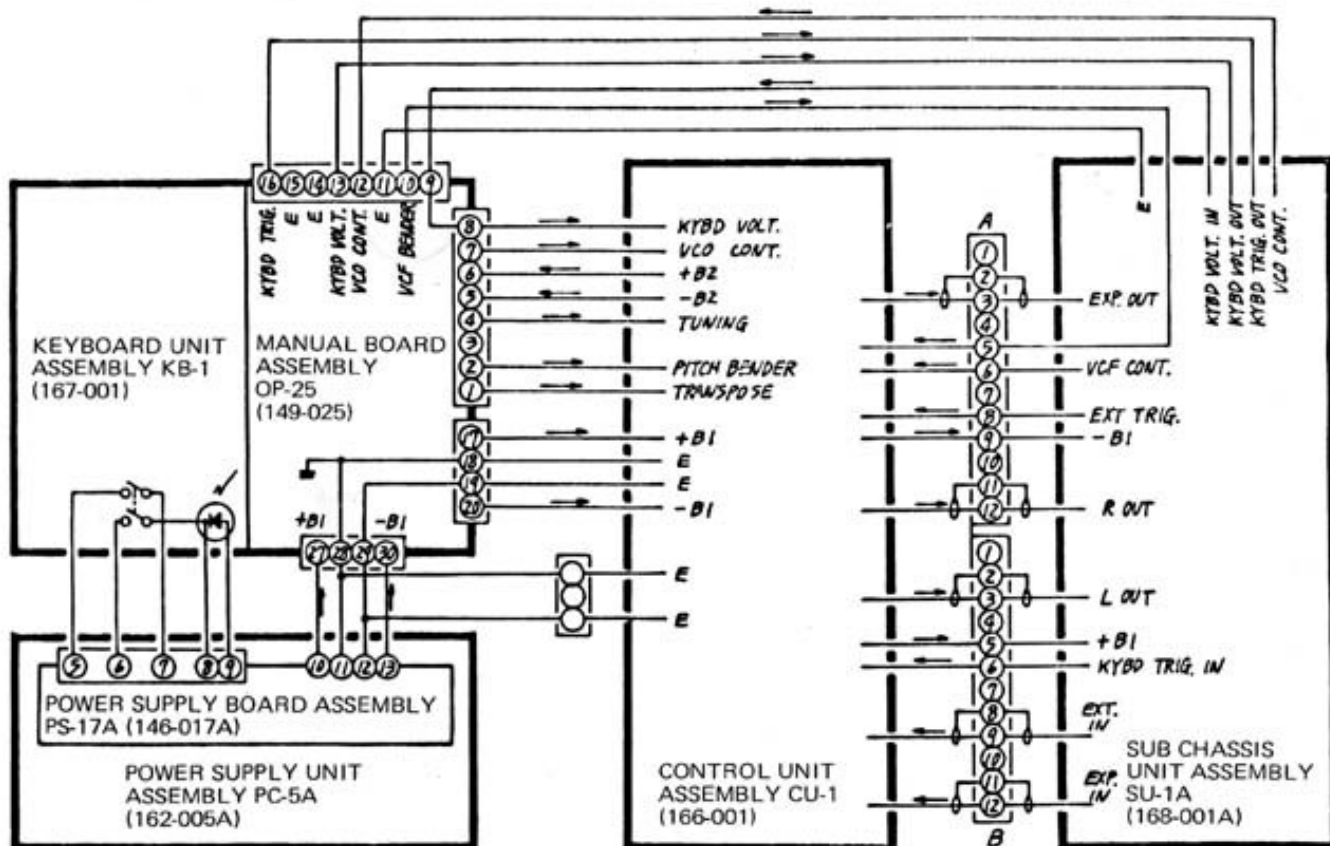 16 15 14 13 12 11 10 9
KYBD TRIG.
E
E
KYBD VOLT.
VCO CONT.
E
VCF BENDER
8 KYBD VOLT.
7 VCO CONT.
6 +B2
5 -B2
4 TUNING
3
2 PITCH BENDER
1 TRANSPOSE
17 +B1
18 E
19 E
20 -B1
E
E
KEYBOARD UNIT
ASSEMBLY KB-1
(167-001)
MANUAL BOARD
ASSEMBLY
OP-25
(149-025)
+B1 -B1
27 28 29 30
5 6 7 8 9 10 11 12 13
POWER SUPPLY BOARD ASSEMBLY
PS-17A (146-017A)
POWER SUPPLY UNIT
ASSEMBLY PC-5A
(162-005A)
CONTROL UNIT
ASSEMBLY CU-1
(166-001)
A
1
2
3 EXP. OUT
4
5
6 VCF CONT.
7
8 EXT TRIG.
9 -B1
10
11
12 R OUT
1
2
3 L OUT
4
5 +B1
6 KYBD TRIG. IN
7
8
9 EXT. IN
10
11
12 EXP. IN
B
E
KYBD VOLT. IN
KYBD VOLT. OUT
KYBD TRIG. OUT
VCO CONT.
SUB CHASSIS
UNIT ASSEMBLY
SU-1A
(168-001A)